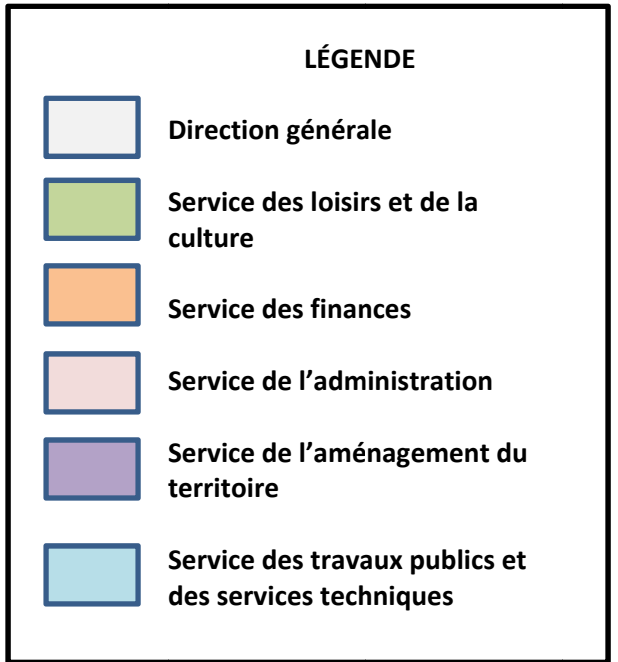 LÉGENDE
Direction générale
Service des loisirs et de la
culture
Service des finances
Service de l’administration
Service de l’aménagement du
territoire
Service des travaux publics et
des services techniques